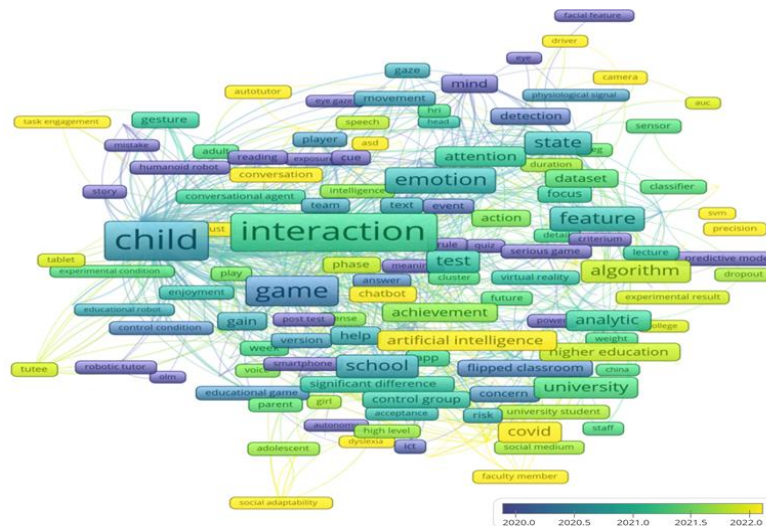 facial feature
driver
eye
gaze
mind
camera
autotutor
eye gaze
movement
physiological signal
auc
task engagement
gesture
speech
hri
head
detection
sensor
mistake
adult
player
asd
state
humanoid robot
reading
exposure
cue
attention
duration
conversation
emotion
dataset
classifier
story
conversational agent
intelligence
focus
team
text
event
svm
child
interaction
action
feature
precision
rule
quiz
serious game
criterium
lecture
predictive mode
tablet
experimental condition
play
phase
test
cluster
virtual reality
algorithm
dropout
enjoyment
game
answer
chatbot
future
experimental result
educational robot
post test
achievement
control condition
gain
version
help
artificial intelligence
power
analytic
weight
week
app
higher education
tutee
robotic tutor
olm
smartphone
school
flipped classroom
china
voice
significant difference
university
educational game
control group
concern
parent
girl
acceptance
risk
university student
autonom
high level
covid
staff
adolescent
dyslexia
ict
social medium
faculty member
social adaptability
2020.0 2020.5 2021.0 2021.5 2022.0